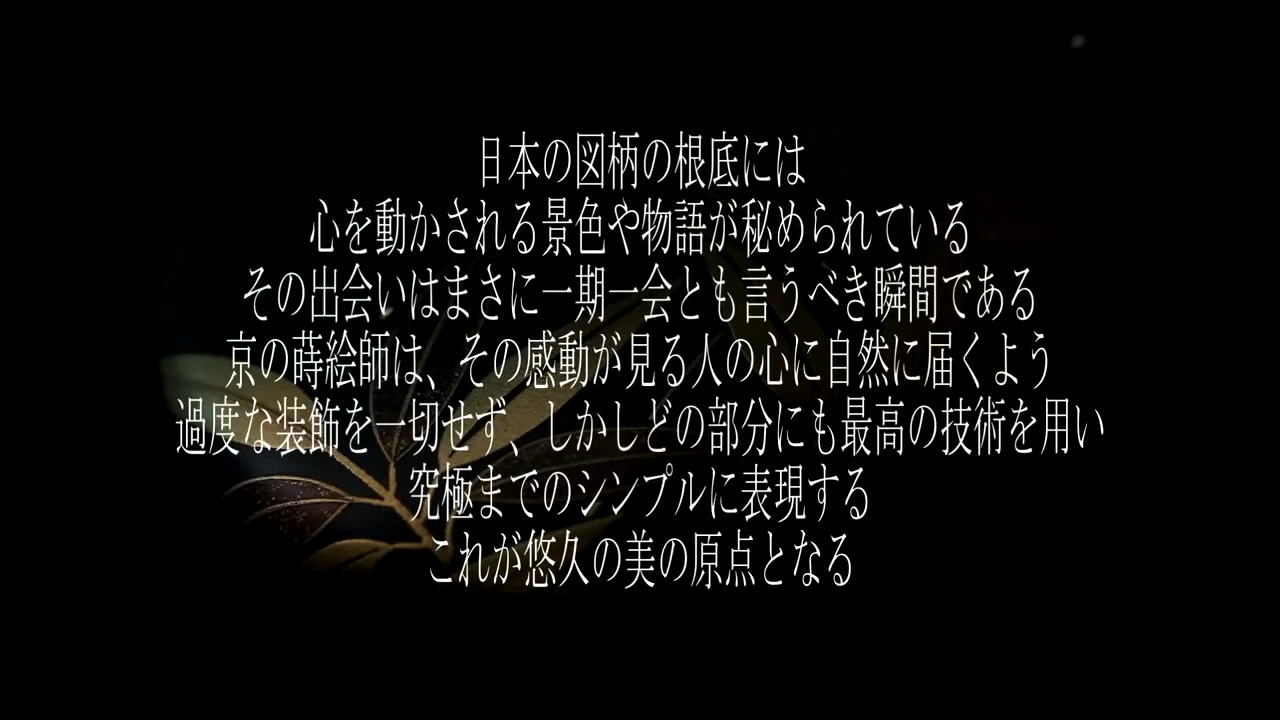 日本の図柄の根底には
心を動かされる景色や物語が秘められている
その出会いはまさに一期一会とも言うべき瞬間である
京の蒔絵師は、その感動が見る人の心に自然に届くよう
過度な装飾を一切せず、しかしどの部分にも最高の技術を用い
究極までのシンプルに表現する
これが悠久の美の原点となる